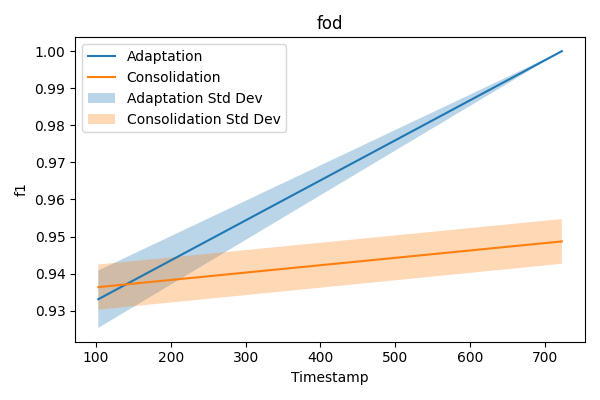 fod
Adaptation
Consolidation
Adaptation Std Dev
Consolidation Std Dev
f1
1.00
0.99
0.98
0.97
0.96
0.95
0.94
0.93
100 200 300 400 500 600 700
Timestamp